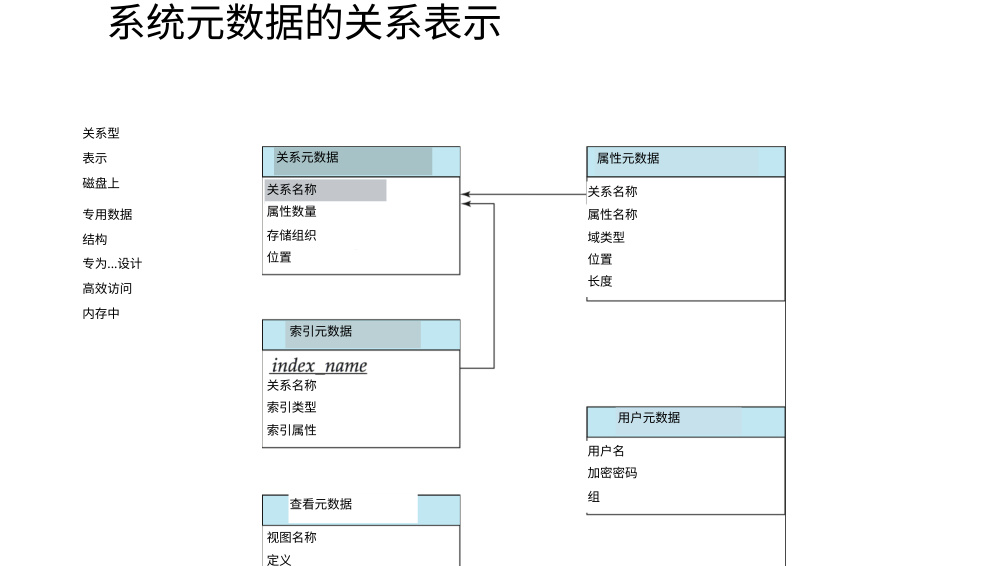 系统元数据的关系表示
关系型
表示
磁盘上
专用数据
结构
专为...设计
高效访问
内存中
关系元数据
关系名称
属性数量
存储组织
位置
索引元数据
index_name
关系名称
索引类型
索引属性
查看元数据
视图名称
定义
属性元数据
关系名称
属性名称
域类型
位置
长度
用户元数据
用户名
加密密码
组